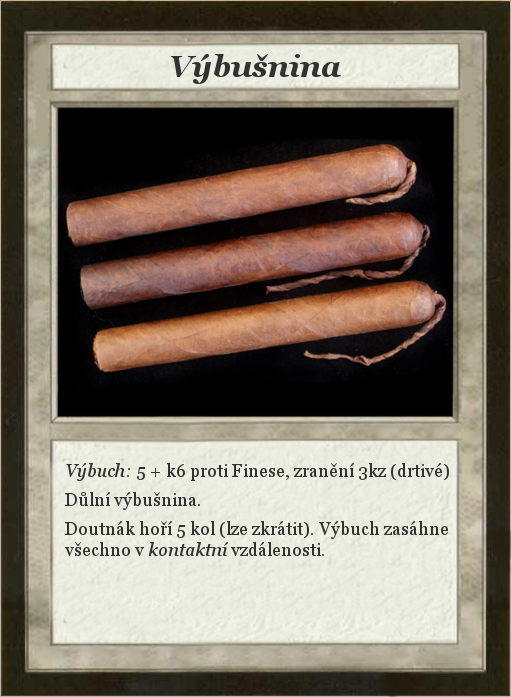 Výbušnina
Výbuch: 5 + k6 proti Finese, zranění 3kz (drtivé)
Důlní výbušnina.
Doutnák hoří 5 kol (lze zkrátit). Výbuch zasáhne
všechno v kontaktní vzdálenosti.